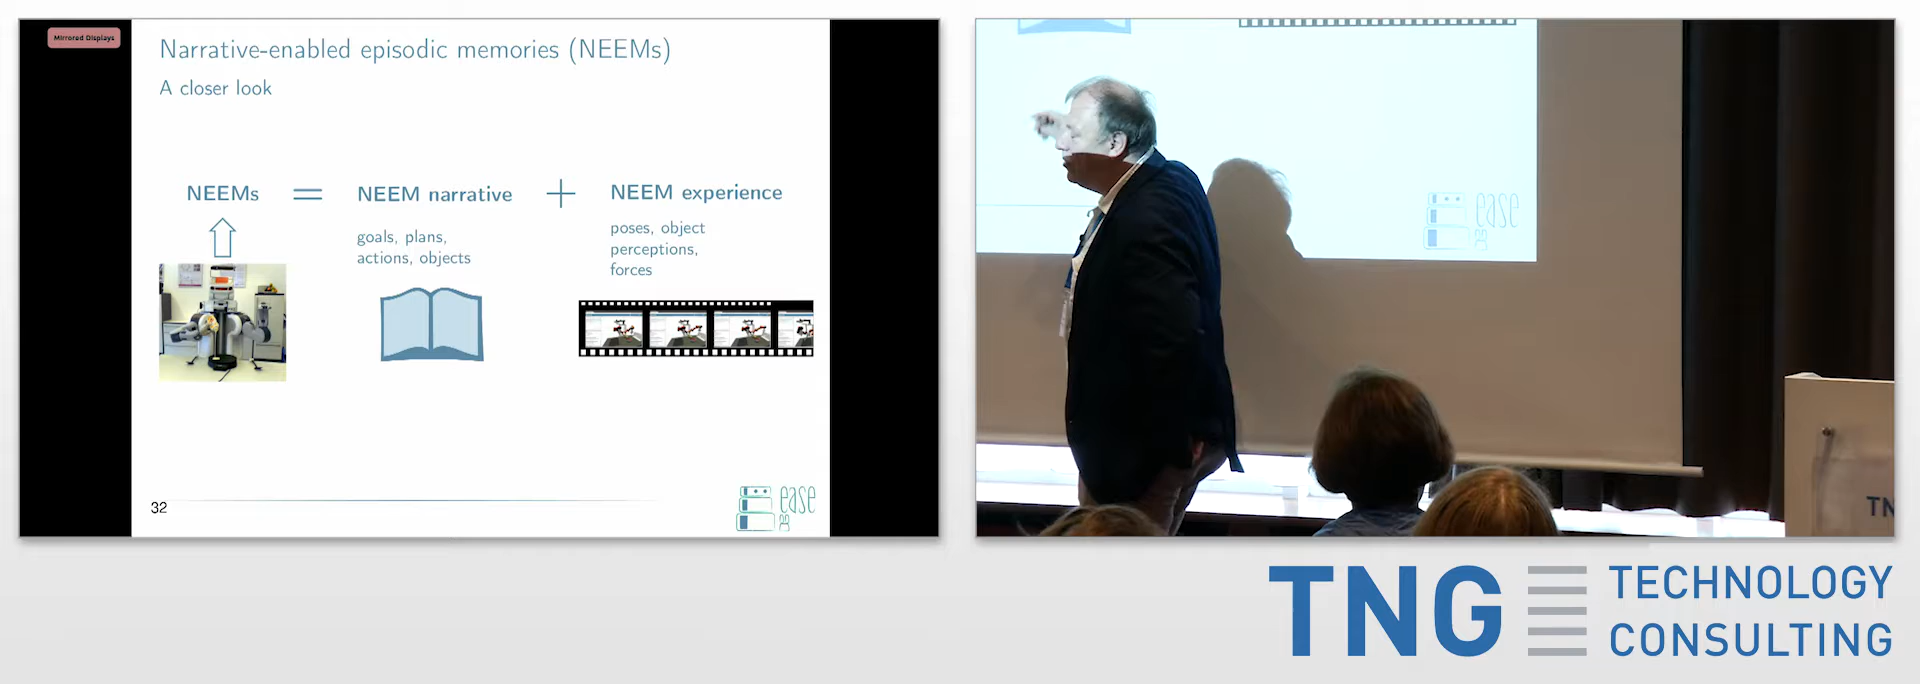 Mirrored Displays
Narrative-enabled episodic memories (NEEMs)
A closer look
NEEMs = NEEM narrative + NEEM experience
goals, plans,
actions, objects
poses, object
perceptions,
forces
32
ease
ease
TN
TNG TECHNOLOGY
CONSULTING